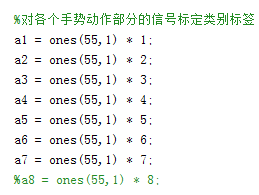 %对各个手势动作部分的信号标定类别标签
a1 = ones(55,1) * 1;
a2 = ones(55,1) * 2;
a3 = ones(55,1) * 3;
a4 = ones(55,1) * 4;
a5 = ones(55,1) * 5;
a6 = ones(55,1) * 6;
a7 = ones(55,1) * 7;
%a8 = ones(55,1) * 8;